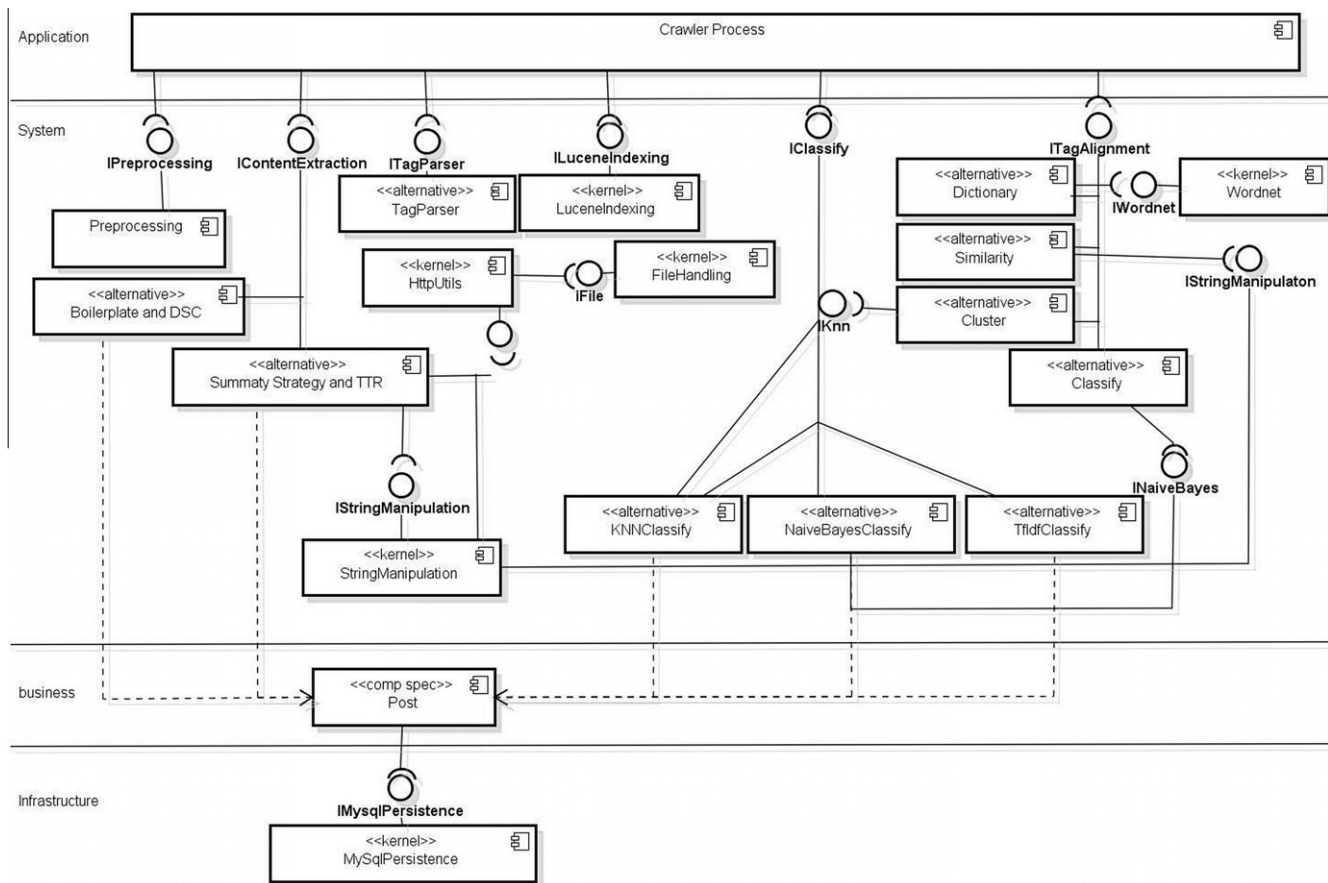 Application
Crawler Process
System
IPreprocessing
IContentExtraction
ITagParser
ILuceneIndexing
IClassify
ITagAlignment
<<alternative>>
TagParser
<<kernel>>
LuceneIndexing
<<alternative>>
Dictionary
IWordnet
<<kernel>>
Wordnet
Preprocessing
<<kernel>>
HttpUtils
IFile
<<kernel>>
FileHandling
<<alternative>>
Similarity
IStringManipulaton
<<alternative>>
Boilerplate and DSC
IKnn
<<alternative>>
Cluster
<<alternative>>
Summaty Strategy and TTR
<<alternative>>
Classify
IStringManipulation
INaiveBayes
<<alternative>>
KNNClassify
<<alternative>>
NaiveBayesClassify
<<alternative>>
TfIdfClassify
<<kernel>>
StringManipulation
business
<<comp spec>>
Post
Infrastructure
IMysqlPersistence
<<kernel>>
MySqlPersistence